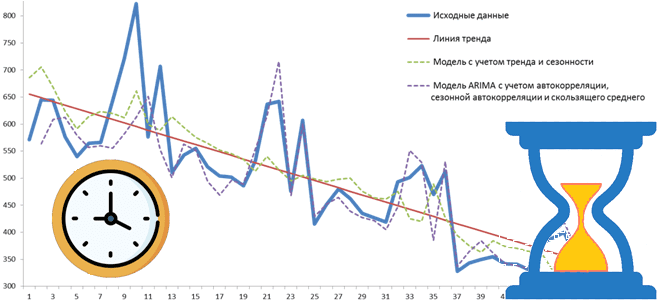 800
750
700
650
600
550
500
450
400
350
300
Исходные данные
Линия тренда
Модель с учетом тренда и сезонности
Модель ARIMA с учетом автокорреляции,
сезонной автокорреляции и скользящего среднего
1 3 5 7 9 11 13 15 17 19 21 23 25 27 29 31 33 35 37 39